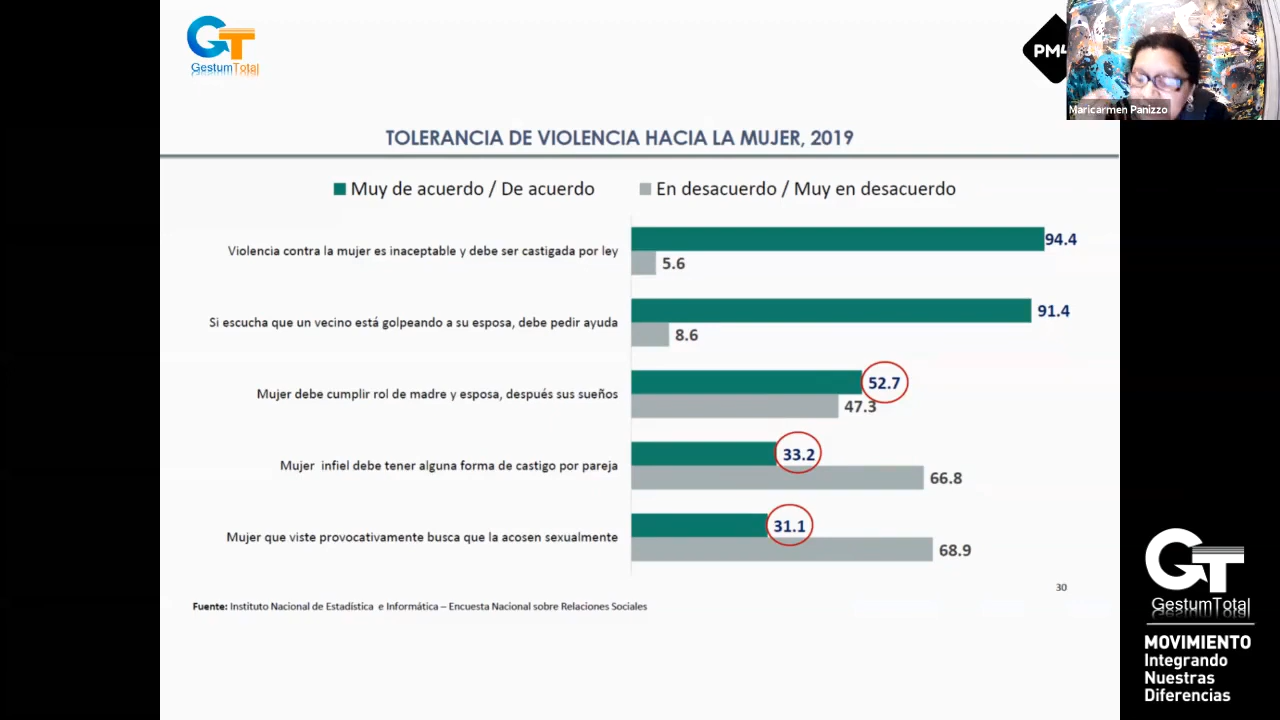 GT
GestumTotal
PM4
Maricarmen Panizzo
TOLERANCIA DE VIOLENCIA HACIA LA MUJER, 2019
Muy de acuerdo / De acuerdo
En desacuerdo / Muy en desacuerdo
Violencia contra la mujer es inaceptable y debe ser castigada por ley
94.4
5.6
Si escucha que un vecino está golpeando a su esposa, debe pedir ayuda
91.4
8.6
Mujer debe cumplir rol de madre y esposa, después sus sueños
52.7
47.3
Mujer infiel debe tener alguna forma de castigo por pareja
33.2
66.8
Mujer que viste provocativamente busca que la acosen sexualmente
31.1
68.9
30
Fuente: Instituto Nacional de Estadística e Informática – Encuesta Nacional sobre Relaciones Sociales
GT
GestumTotal
MOVIMIENTO
Integrando
Nuestras
Diferencias